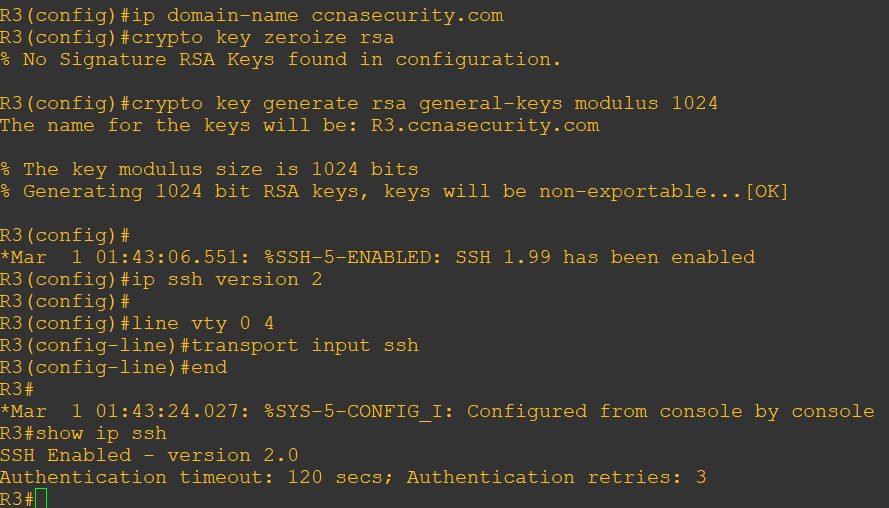 R3(config)#ip domain-name ccnasecurity.com
R3(config)#crypto key zeroize rsa
% No Signature RSA Keys found in configuration.
R3(config)#crypto key generate rsa general-keys modulus 1024
The name for the keys will be: R3.ccnasecurity.com
% The key modulus size is 1024 bits
% Generating 1024 bit RSA keys, keys will be non-exportable...[OK]
R3(config)#
*Mar  1 01:43:06.551: %SSH-5-ENABLED: SSH 1.99 has been enabled
R3(config)#ip ssh version 2
R3(config)#
R3(config)#line vty 0 4
R3(config-line)#transport input ssh
R3(config-line)#end
R3#
*Mar  1 01:43:24.027: %SYS-5-CONFIG_I: Configured from console by console
R3#show ip ssh
SSH Enabled - version 2.0
Authentication timeout: 120 secs; Authentication retries: 3
R3#